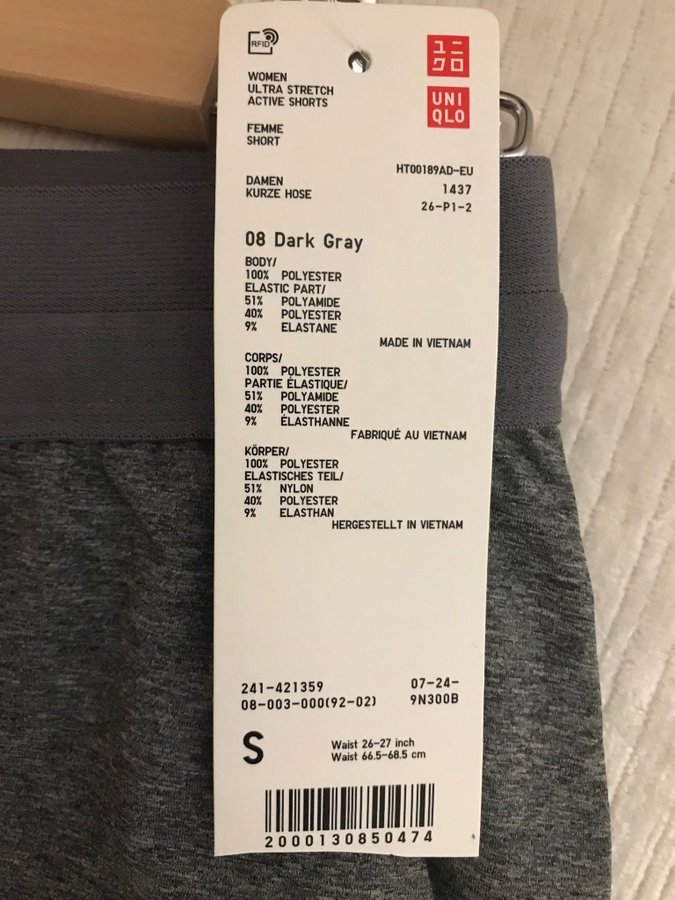 RFID
ユニ
クロ
UNI
QLO
WOMEN
ULTRA STRETCH
ACTIVE SHORTS
FEMME
SHORT
DAMEN
KURZE HOSE
HT00189AD-EU
1437
26-P1-2
08 Dark Gray
BODY/
100% POLYESTER
ELASTIC PART/
51% POLYAMIDE
40% POLYESTER
9% ELASTANE
MADE IN VIETNAM
CORPS/
100% POLYESTER
PARTIE ÉLASTIQUE/
51% POLYAMIDE
40% POLYESTER
9% ÉLASTHANNE
FABRIQUÉ AU VIETNAM
KÖRPER/
100% POLYESTER
ELASTISCHES TEIL/
51% NYLON
40% POLYESTER
9% ELASTHAN
HERGESTELLT IN VIETNAM
241-421359 07-24-
08-003-000(92-02) 9N300B
S
Waist 26-27 inch
Waist 66.5-68.5 cm
2000130850474